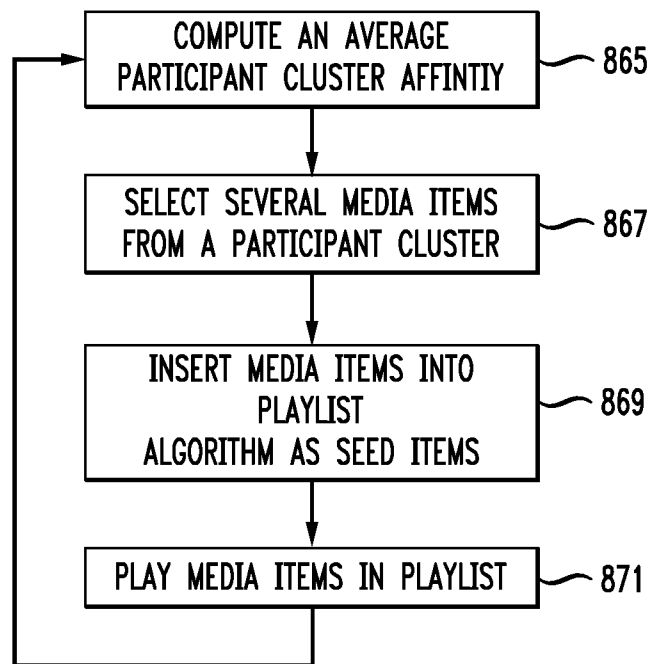 COMPUTE AN AVERAGE
PARTICIPANT CLUSTER AFFINTIY
865
SELECT SEVERAL MEDIA ITEMS
FROM A PARTICIPANT CLUSTER
867
INSERT MEDIA ITEMS INTO
PLAYLIST
ALGORITHM AS SEED ITEMS
869
PLAY MEDIA ITEMS IN PLAYLIST
871